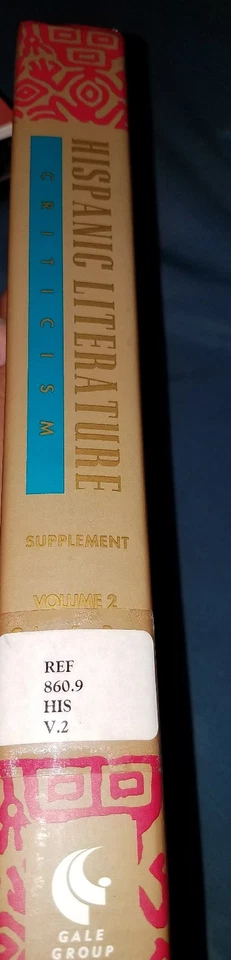 HISPANIC LITERATURE
CRITICISM
SUPPLEMENT
VOLUME 2
REF
860.9
HIS
V.2
GALE
GROUP